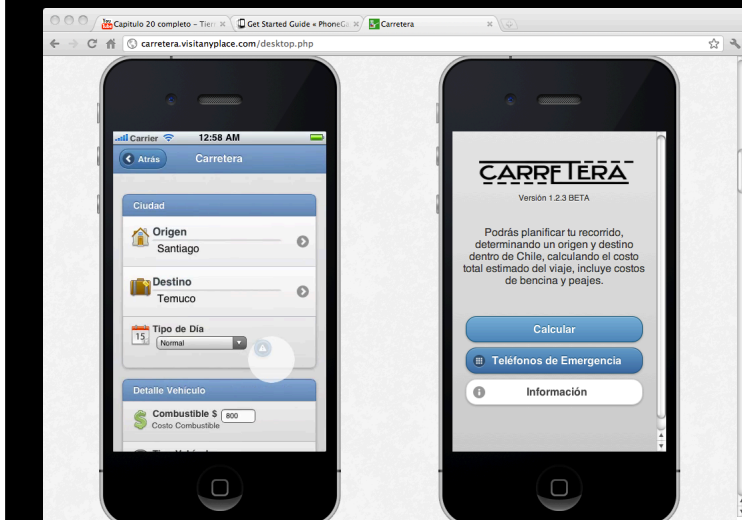 Capitulo 20 completo – Tierr
Get Started Guide « PhoneGa
Carretera
carretera.visitanyplace.com/desktop.php
Carrier
12:58 AM
Atrás
Carretera
Ciudad
Origen
Santiago
Destino
Temuco
15
Tipo de Día
Normal
Detalle Vehículo
Combustible $
800
Costo Combustible
CARRETERA
Versión 1.2.3 BETA
Podrás planificar tu recorrido,
determinando un origen y destino
dentro de Chile, calculando el costo
total estimado del viaje, incluye costos
de bencina y peajes.
Calcular
Teléfonos de Emergencia
Información